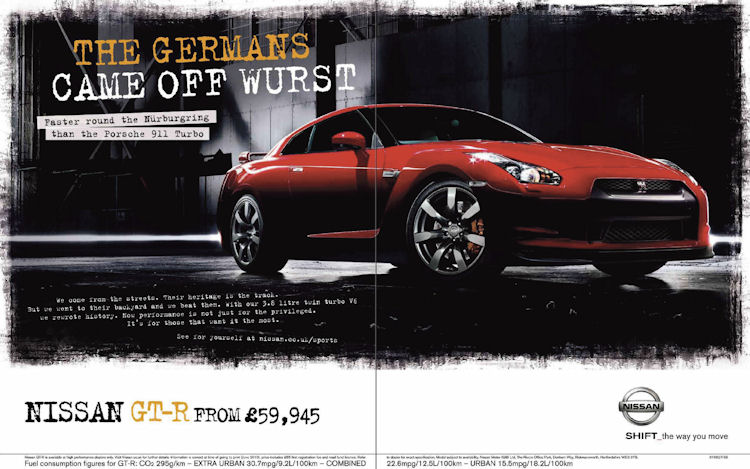 THE GERMANS
CAME OFF WURST
Faster round the Nürburgring
than the Porsche 911 Turbo
We come from the streets. Their heritage is the track.
But we went to their backyard and we beat them. With our 3.8 litre twin turbo V6
we rewrote history. Now performance is not just for the privileged.
It's for those that want it the most.
See for yourself at nissan.co.uk/sports
NISSAN GT-R FROM £59,945
NISSAN
SHIFT_the way you move
Fuel consumption figures for GT-R: CO2 295g/km – EXTRA URBAN 30.7mpg/9.2L/100km – COMBINED
22.6mpg/12.5L/100km – URBAN 15.5mpg/18.2L/100km